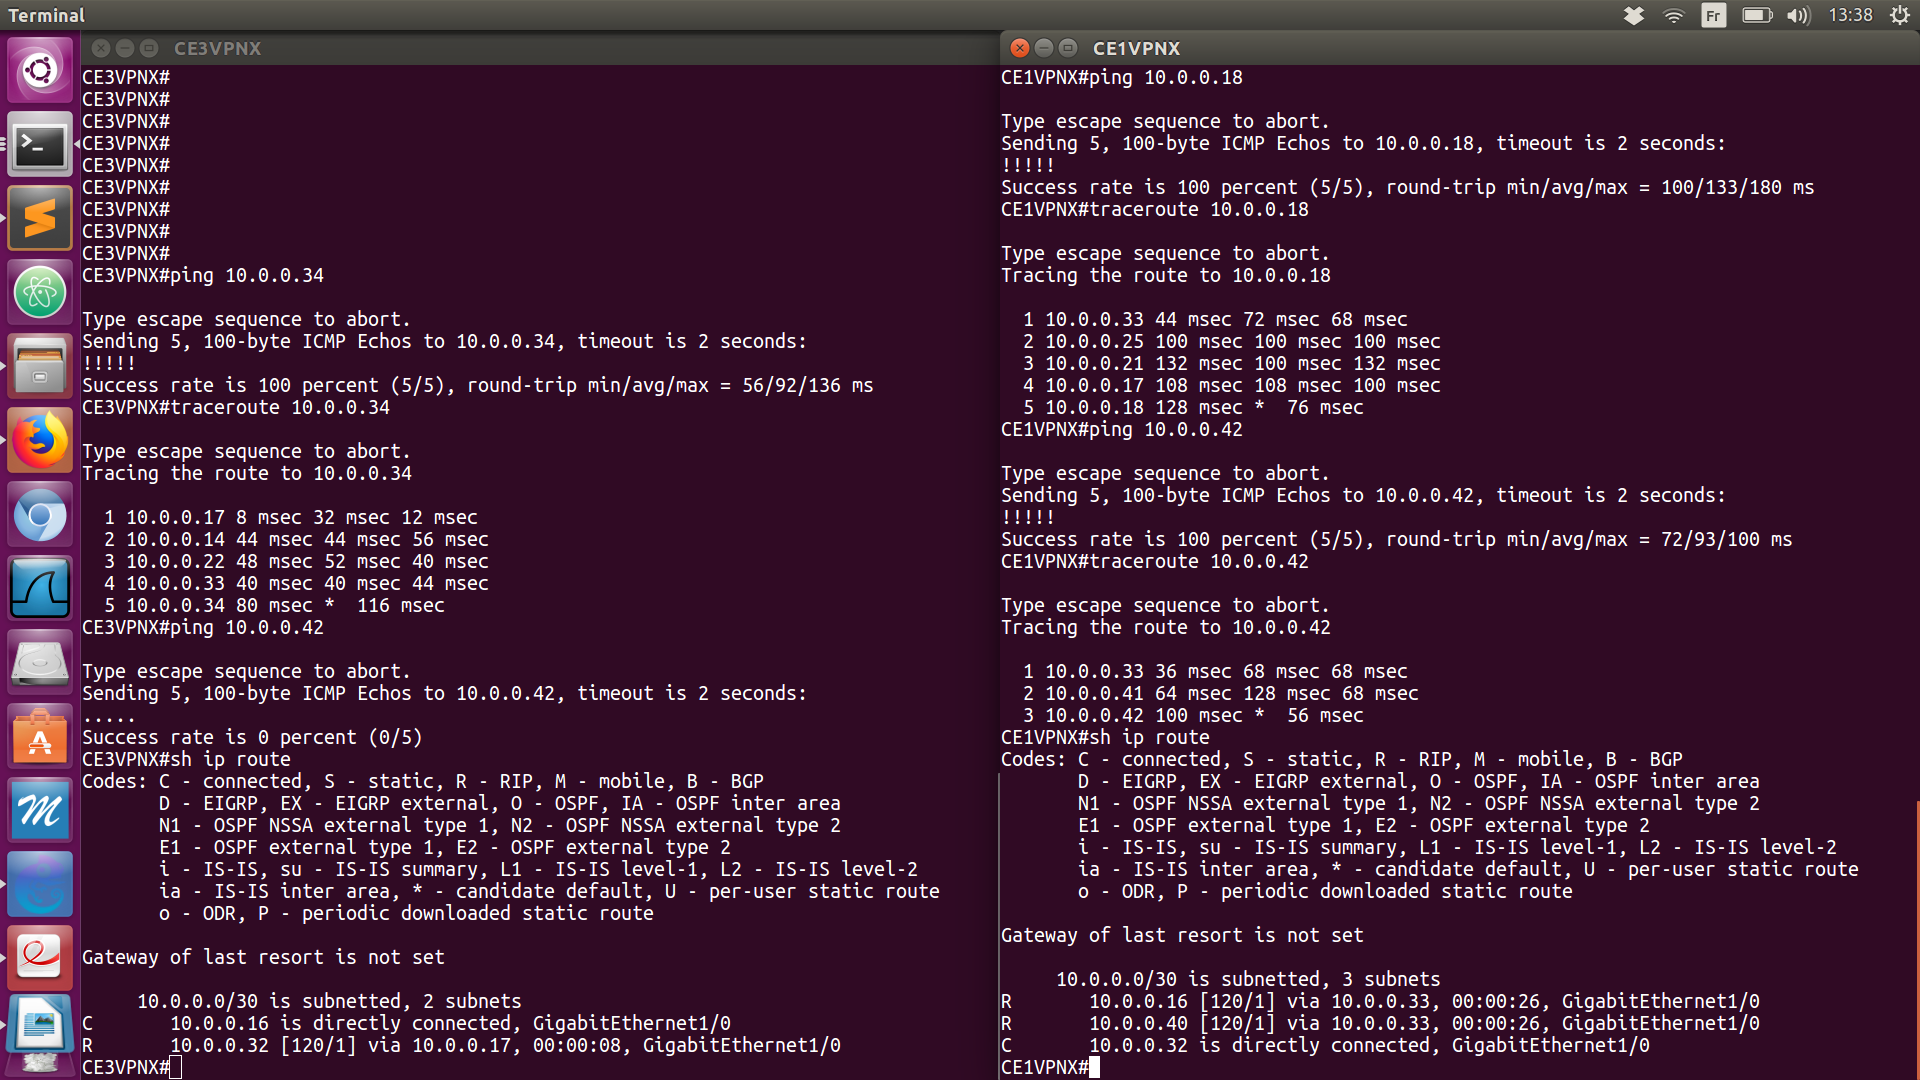 Terminal
Fr
13:38
CE3VPNX
CE3VPNX#
CE3VPNX#
CE3VPNX#
CE3VPNX#
CE3VPNX#
CE3VPNX#
CE3VPNX#
CE3VPNX#
CE3VPNX#
CE3VPNX#ping 10.0.0.34
Type escape sequence to abort.
Sending 5, 100-byte ICMP Echos to 10.0.0.34, timeout is 2 seconds:
!!!!!
Success rate is 100 percent (5/5), round-trip min/avg/max = 56/92/136 ms
CE3VPNX#traceroute 10.0.0.34
Type escape sequence to abort.
Tracing the route to 10.0.0.34
1 10.0.0.17 8 msec 32 msec 12 msec
2 10.0.0.14 44 msec 44 msec 56 msec
3 10.0.0.22 48 msec 52 msec 40 msec
4 10.0.0.33 40 msec 40 msec 44 msec
5 10.0.0.34 80 msec *  116 msec
CE3VPNX#ping 10.0.0.42
Type escape sequence to abort.
Sending 5, 100-byte ICMP Echos to 10.0.0.42, timeout is 2 seconds:
.....
Success rate is 0 percent (0/5)
CE3VPNX#sh ip route
Codes: C - connected, S - static, R - RIP, M - mobile, B - BGP
D - EIGRP, EX - EIGRP external, O - OSPF, IA - OSPF inter area
N1 - OSPF NSSA external type 1, N2 - OSPF NSSA external type 2
E1 - OSPF external type 1, E2 - OSPF external type 2
i - IS-IS, su - IS-IS summary, L1 - IS-IS level-1, L2 - IS-IS level-2
ia - IS-IS inter area, * - candidate default, U - per-user static route
o - ODR, P - periodic downloaded static route
Gateway of last resort is not set
10.0.0.0/30 is subnetted, 2 subnets
C       10.0.0.16 is directly connected, GigabitEthernet1/0
R       10.0.0.32 [120/1] via 10.0.0.17, 00:00:08, GigabitEthernet1/0
CE3VPNX#
CE1VPNX
CE1VPNX#ping 10.0.0.18
Type escape sequence to abort.
Sending 5, 100-byte ICMP Echos to 10.0.0.18, timeout is 2 seconds:
!!!!!
Success rate is 100 percent (5/5), round-trip min/avg/max = 100/133/180 ms
CE1VPNX#traceroute 10.0.0.18
Type escape sequence to abort.
Tracing the route to 10.0.0.18
1 10.0.0.33 44 msec 72 msec 68 msec
2 10.0.0.25 100 msec 100 msec 100 msec
3 10.0.0.21 132 msec 100 msec 132 msec
4 10.0.0.17 108 msec 108 msec 100 msec
5 10.0.0.18 128 msec *  76 msec
CE1VPNX#ping 10.0.0.42
Type escape sequence to abort.
Sending 5, 100-byte ICMP Echos to 10.0.0.42, timeout is 2 seconds:
!!!!!
Success rate is 100 percent (5/5), round-trip min/avg/max = 72/93/100 ms
CE1VPNX#traceroute 10.0.0.42
Type escape sequence to abort.
Tracing the route to 10.0.0.42
1 10.0.0.33 36 msec 68 msec 68 msec
2 10.0.0.41 64 msec 128 msec 68 msec
3 10.0.0.42 100 msec *  56 msec
CE1VPNX#sh ip route
Codes: C - connected, S - static, R - RIP, M - mobile, B - BGP
D - EIGRP, EX - EIGRP external, O - OSPF, IA - OSPF inter area
N1 - OSPF NSSA external type 1, N2 - OSPF NSSA external type 2
E1 - OSPF external type 1, E2 - OSPF external type 2
i - IS-IS, su - IS-IS summary, L1 - IS-IS level-1, L2 - IS-IS level-2
ia - IS-IS inter area, * - candidate default, U - per-user static route
o - ODR, P - periodic downloaded static route
Gateway of last resort is not set
10.0.0.0/30 is subnetted, 3 subnets
R       10.0.0.16 [120/1] via 10.0.0.33, 00:00:26, GigabitEthernet1/0
R       10.0.0.40 [120/1] via 10.0.0.33, 00:00:26, GigabitEthernet1/0
C       10.0.0.32 is directly connected, GigabitEthernet1/0
CE1VPNX#